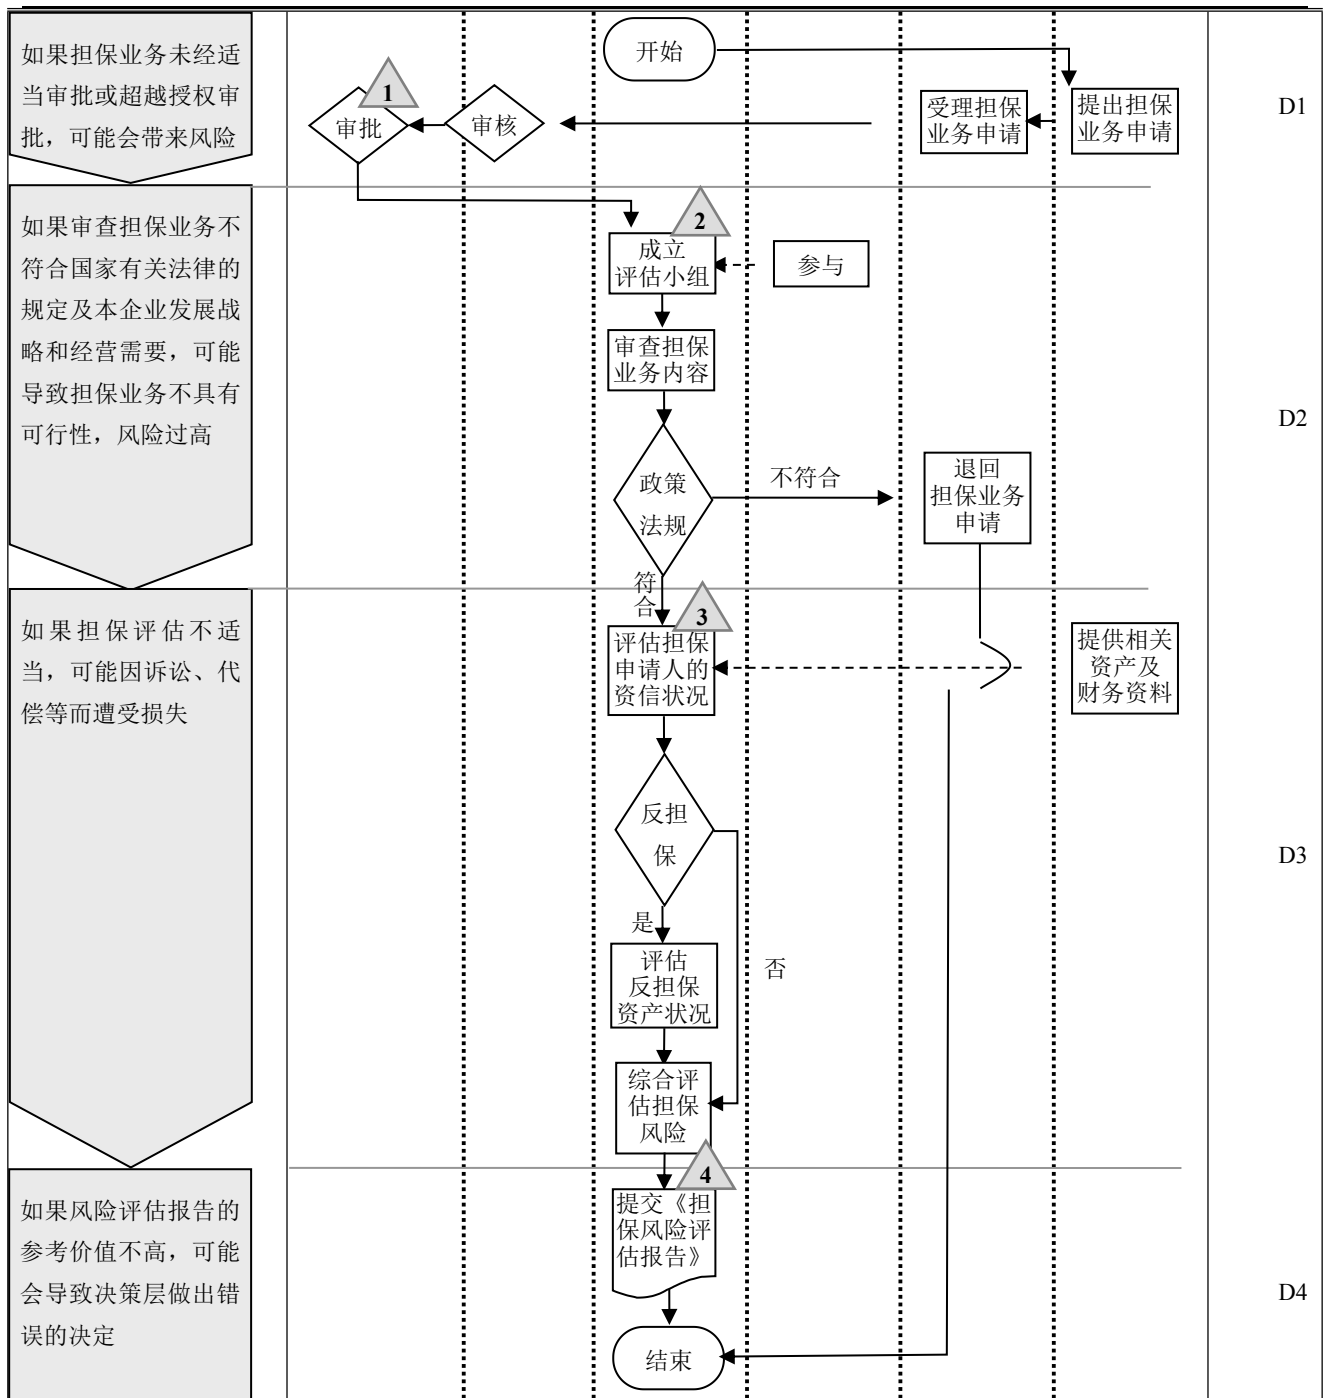 如果担保业务未经适
当审批或超越授权审
批，可能会带来风险
开始
1
审批
审核
受理担保
业务申请
提出担保
业务申请
D1
如果审查担保业务不
符合国家有关法律的
规定及本企业发展战
略和经营需要，可能
导致担保业务不具有
可行性，风险过高
2
成立
评估小组
参与
审查担保
业务内容
政策
法规
不符合
退回
担保业务
申请
D2
符
合
如果担保评估不适
当，可能因诉讼、代
偿等而遭受损失
3
评估担保
申请人的
资信状况
提供相关
资产及
财务资料
反担
保
是
否
评估
反担保
资产状况
综合评
估担保
风险
D3
如果风险评估报告的
参考价值不高，可能
会导致决策层做出错
误的决定
4
提交《担
保风险评
估报告》
结束
D4